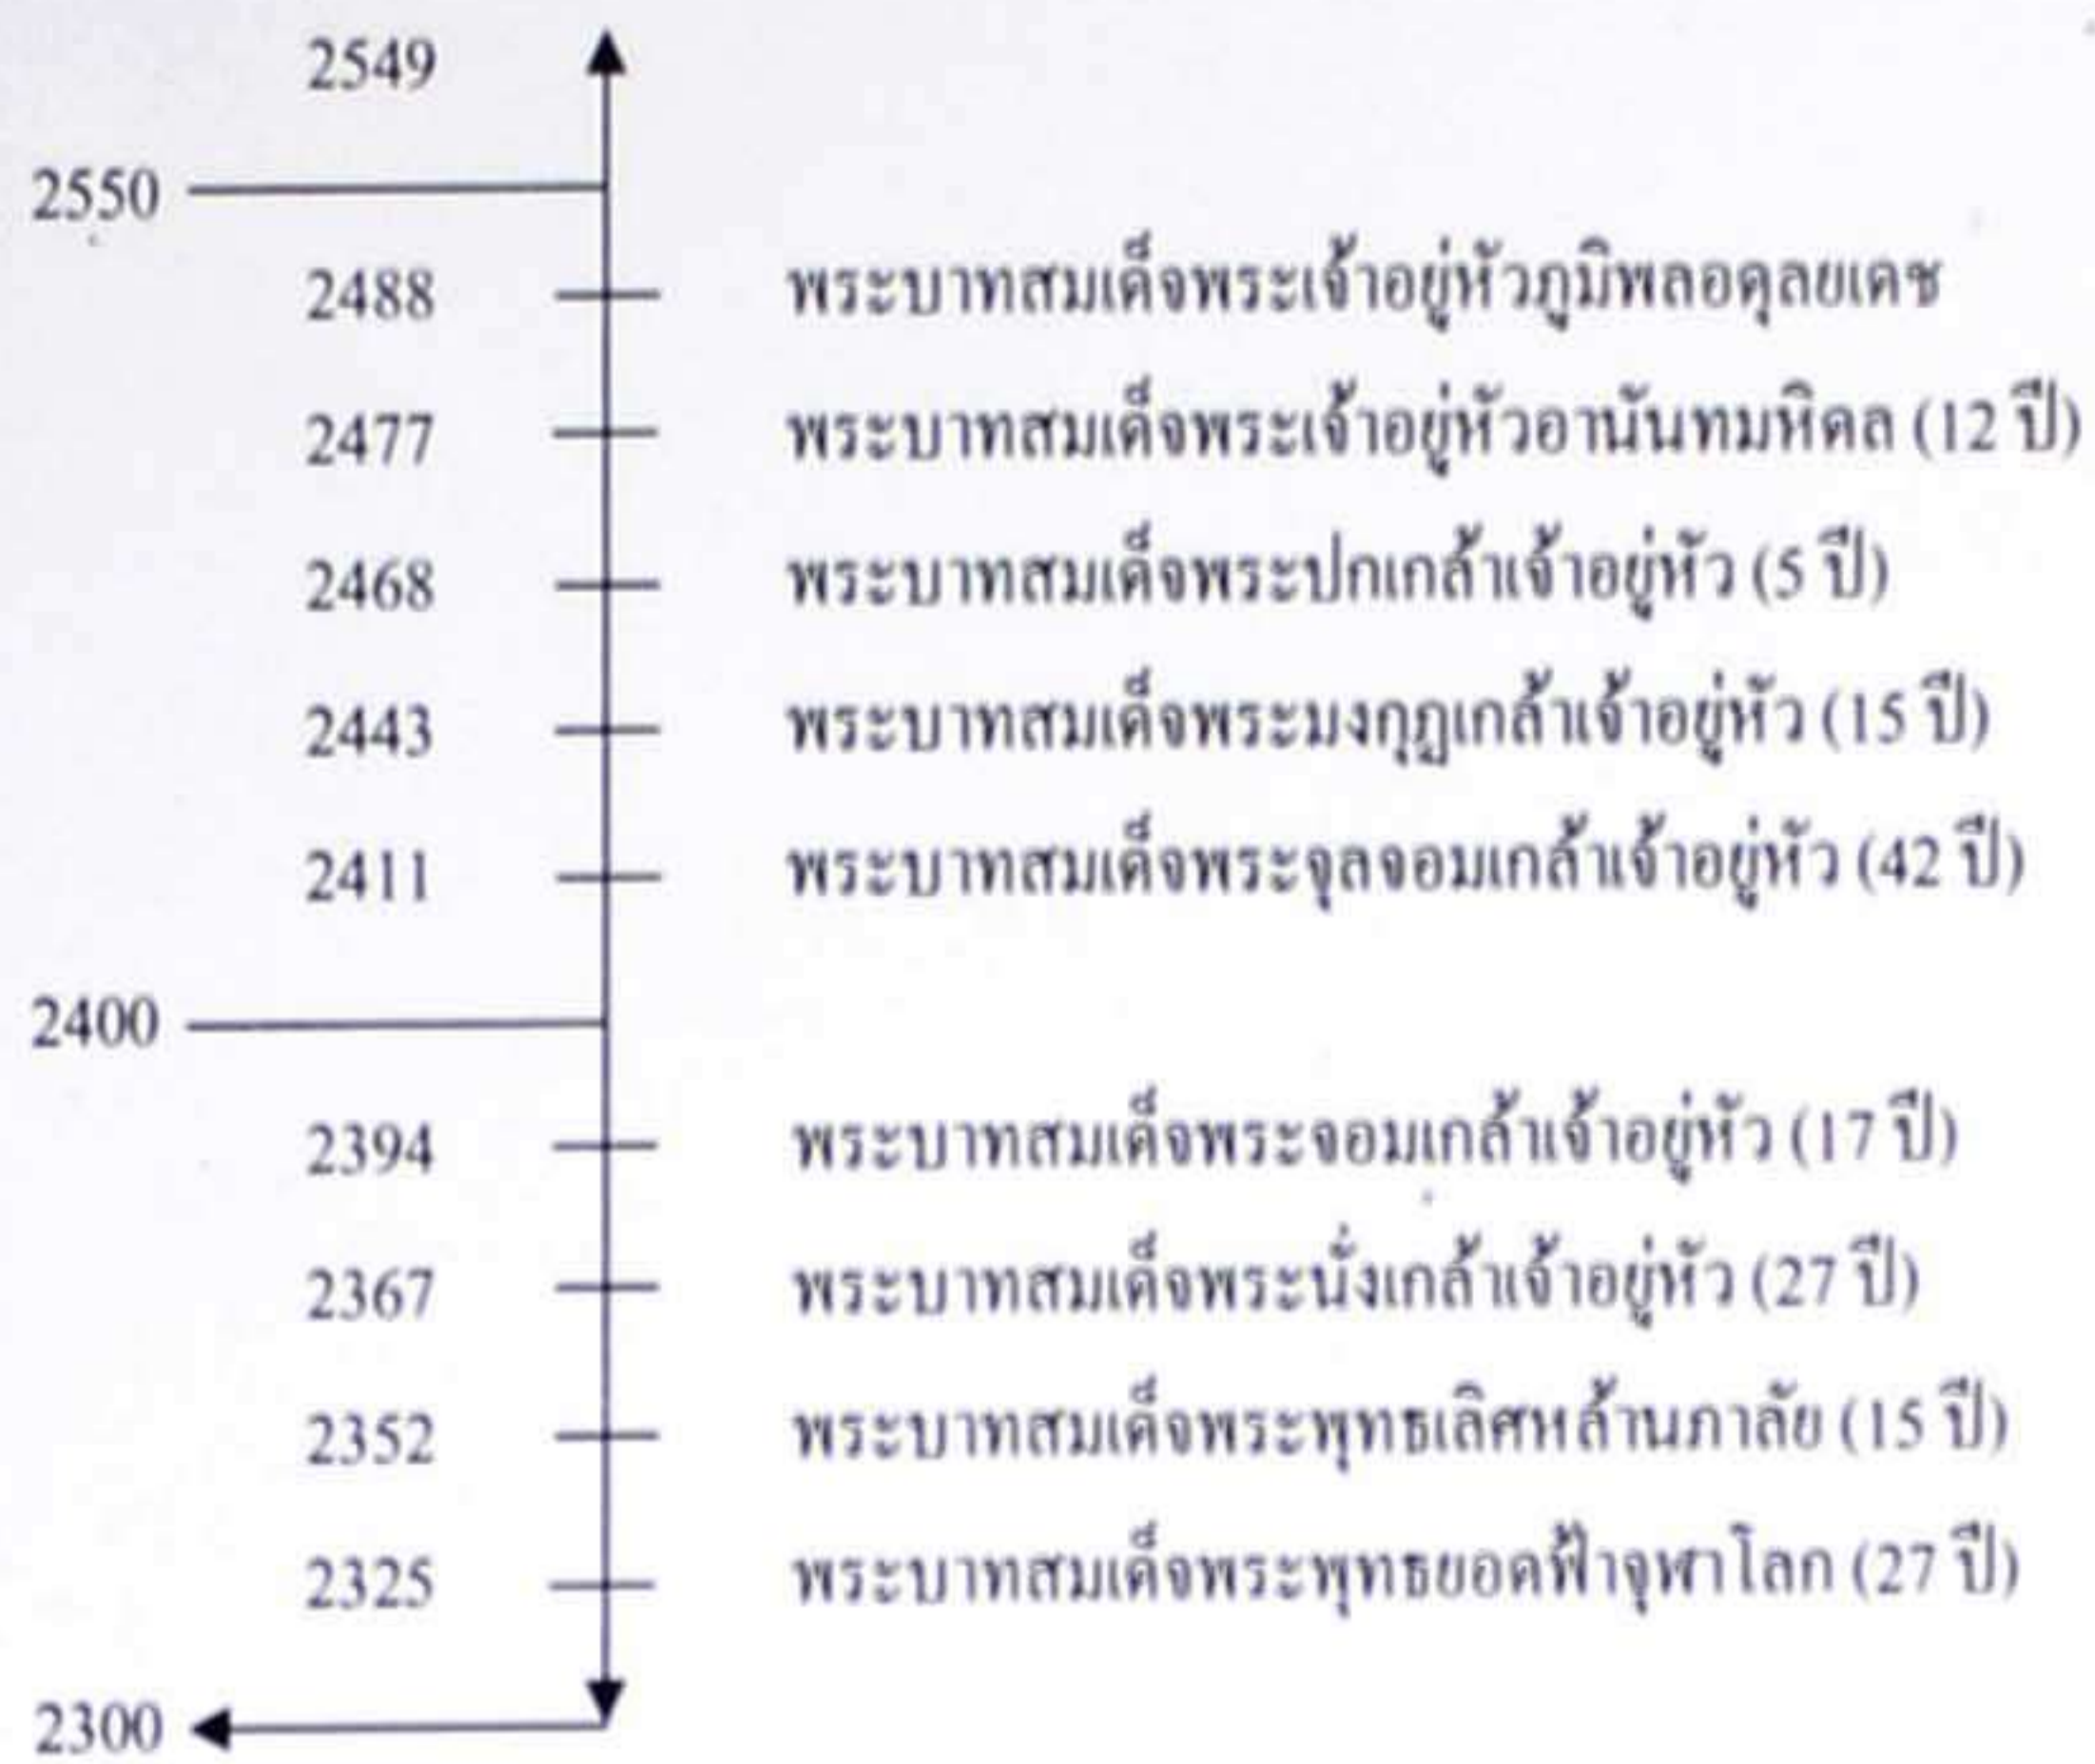 2549
2550
2488 พระบาทสมเด็จพระเจ้าอยู่หัวภูมิพลอดุลยเดช
2477 พระบาทสมเด็จพระเจ้าอยู่หัวอานันทมหิดล (12 ปี)
2468 พระบาทสมเด็จพระปกเกล้าเจ้าอยู่หัว (5 ปี)
2443 พระบาทสมเด็จพระมงกุฎเกล้าเจ้าอยู่หัว (15 ปี)
2411 พระบาทสมเด็จพระจุลจอมเกล้าเจ้าอยู่หัว (42 ปี)
2400
2394 พระบาทสมเด็จพระจอมเกล้าเจ้าอยู่หัว (17 ปี)
2367 พระบาทสมเด็จพระนั่งเกล้าเจ้าอยู่หัว (27 ปี)
2352 พระบาทสมเด็จพระพุทธเลิศหล้านภาลัย (15 ปี)
2325 พระบาทสมเด็จพระพุทธยอดฟ้าจุฬาโลก (27 ปี)
2300